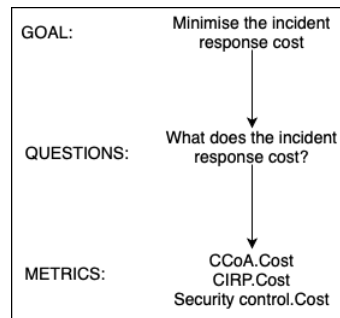 GOAL:
Minimise the incident
response cost
QUESTIONS:
What does the incident
response cost?
METRICS:
CCoA.Cost
CIRP.Cost
Security control.Cost